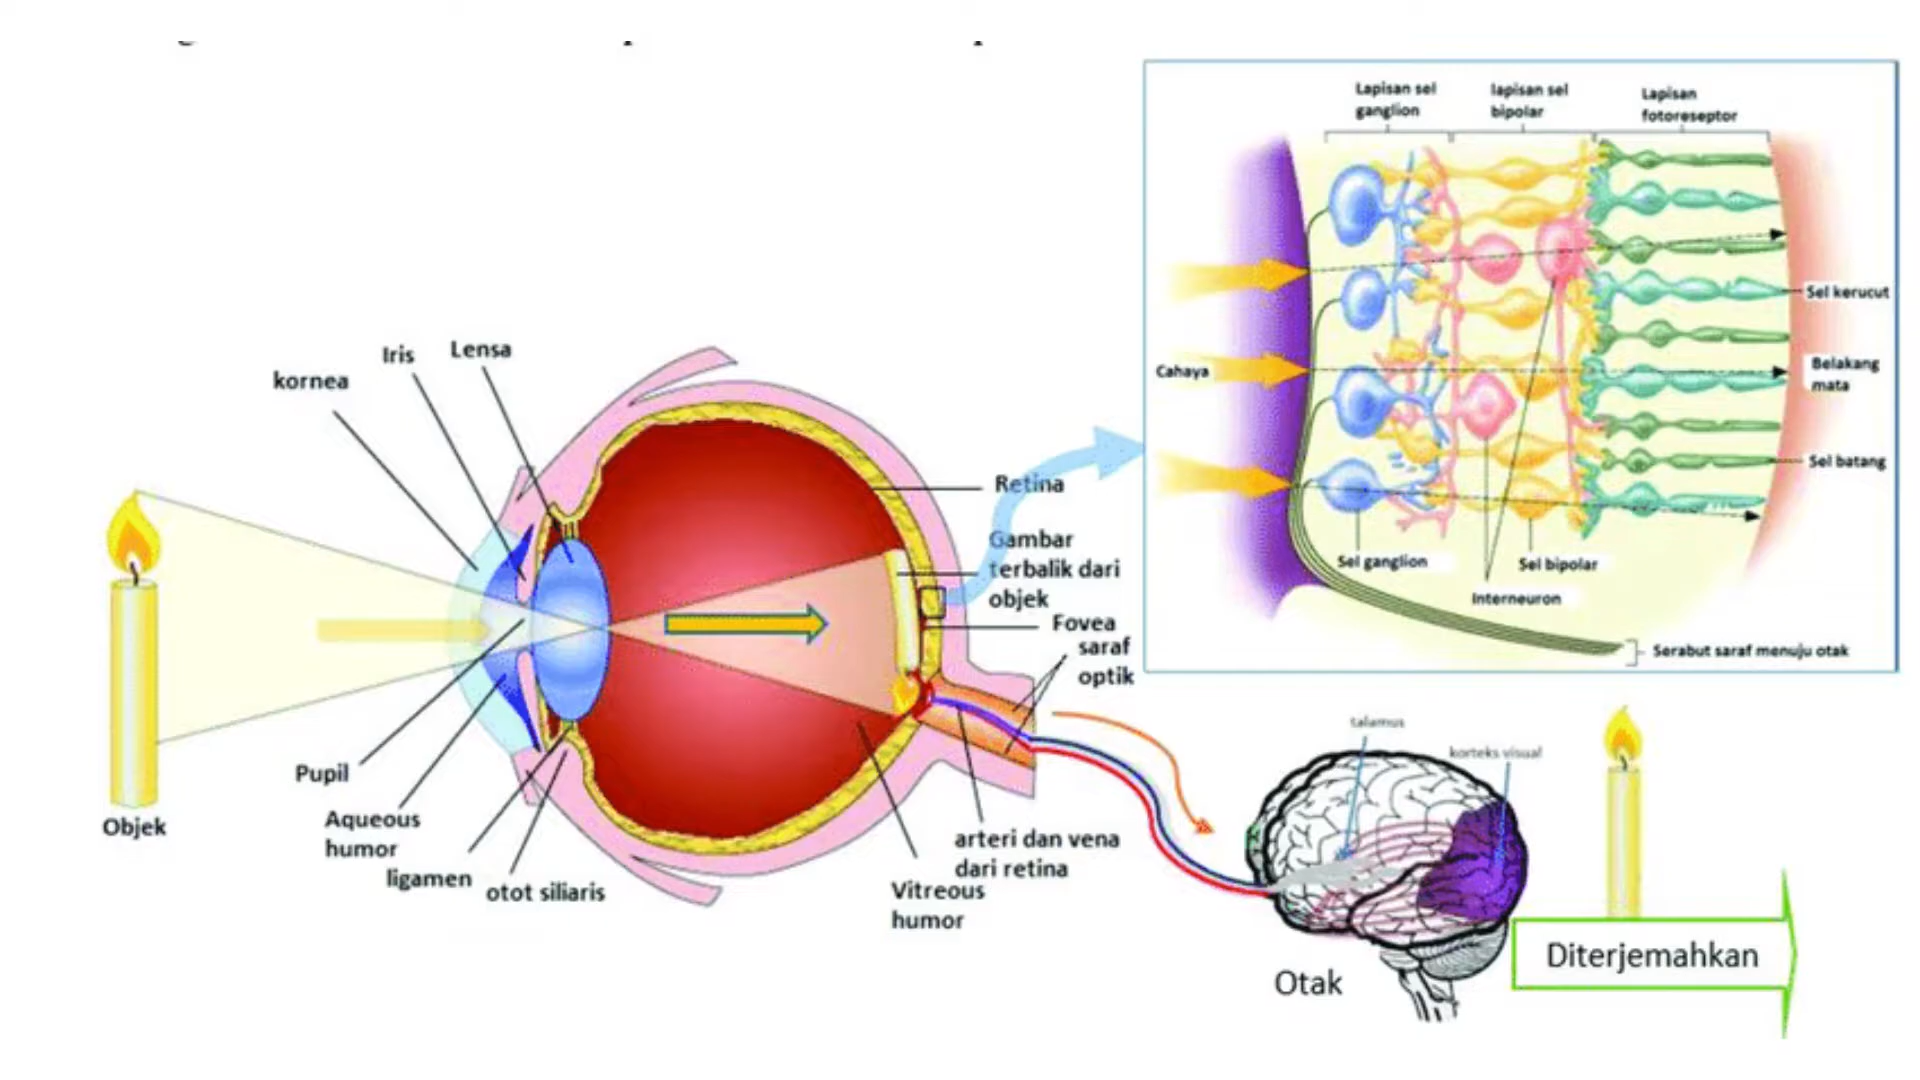 Lapisan sel
ganglion
lapisan sel
bipolar
Lapisan
fotoreseptor
Cahaya
Sel kerucut
Belakang
mata
Sel batang
Sel ganglion
Sel bipolar
Interneuron
Serabut saraf menuju otak
kornea
Iris
Lensa
Retina
Gambar
terbalik dari
objek
Fovea
saraf
optik
Objek
Pupil
Aqueous
humor
ligamen
otot siliaris
arteri dan vena
dari retina
Vitreous
humor
talamus
korteks visual
Otak
Diterjemahkan